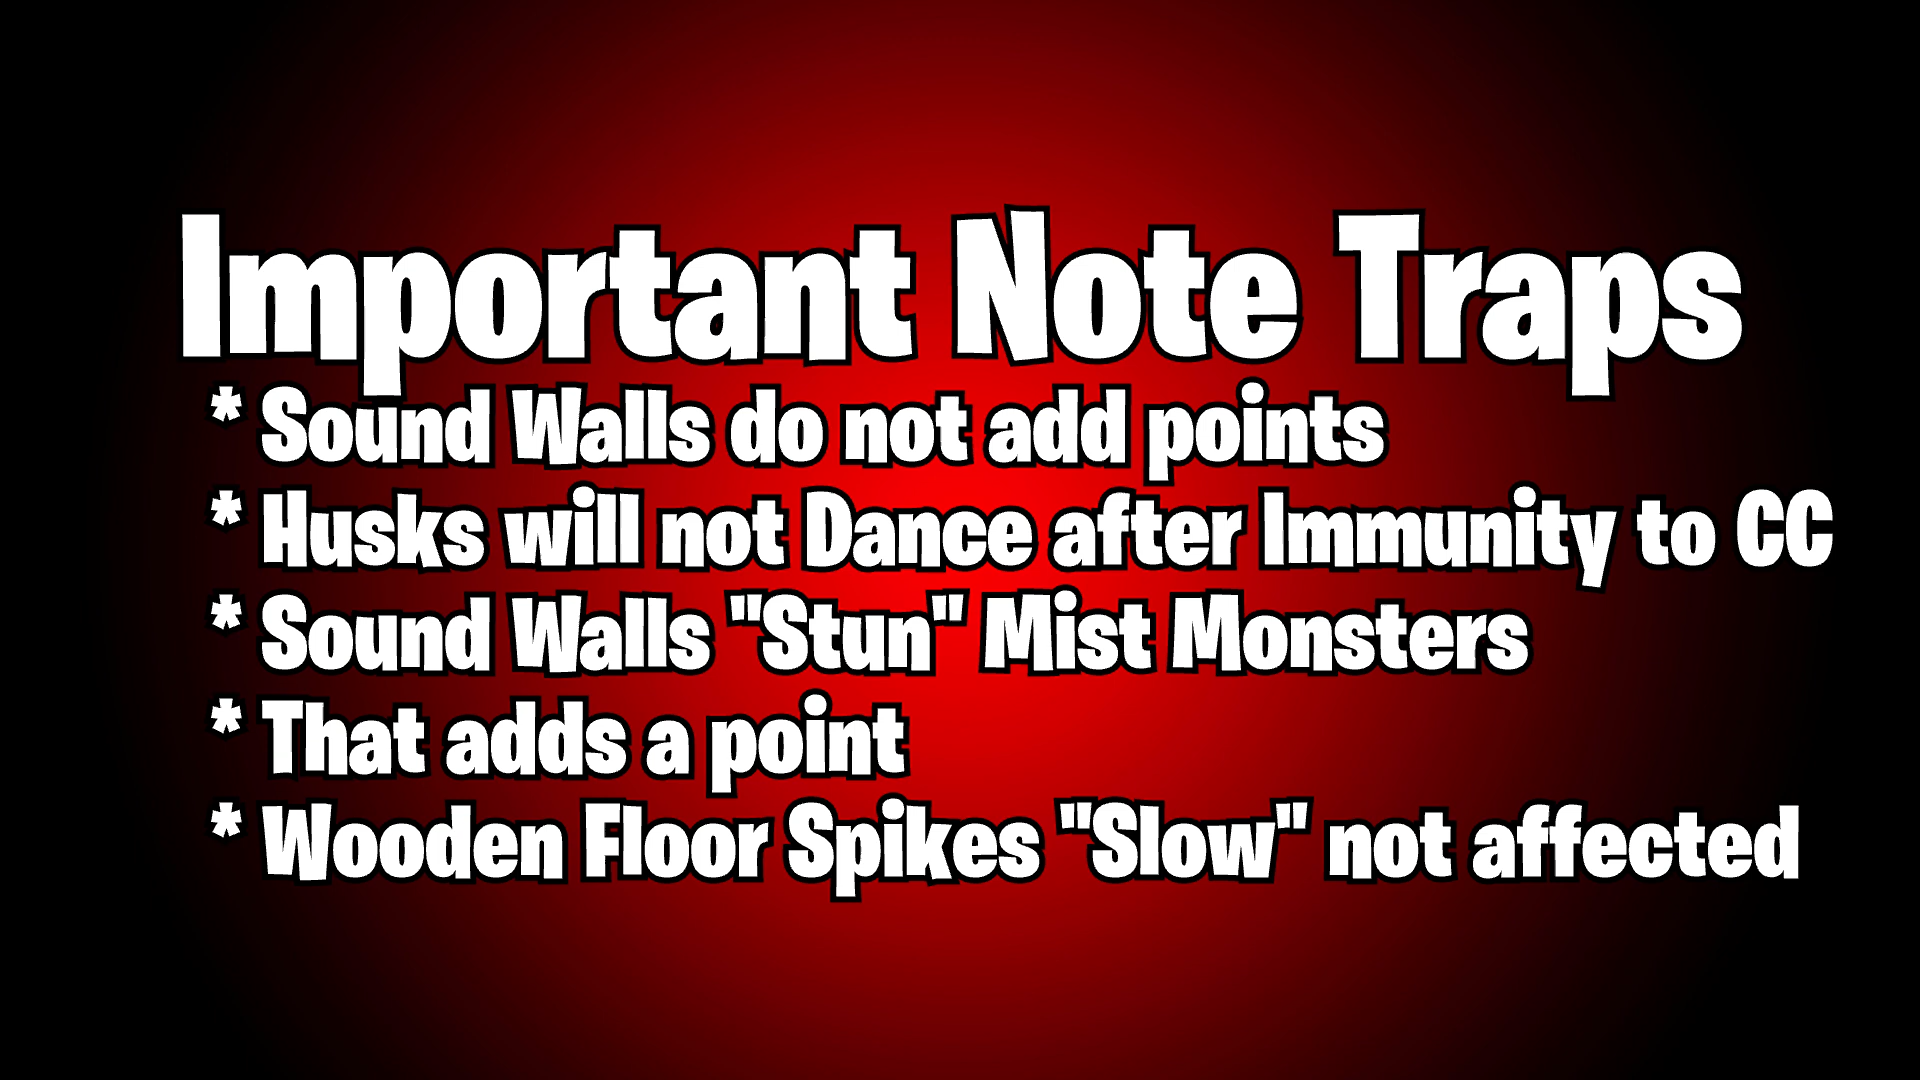 Important Note Traps
* Sound Walls do not add points
* Husks will not Dance after Immunity to CC
* Sound Walls "Stun" Mist Monsters
* That adds a point
* Wooden Floor Spikes "Slow" not affected